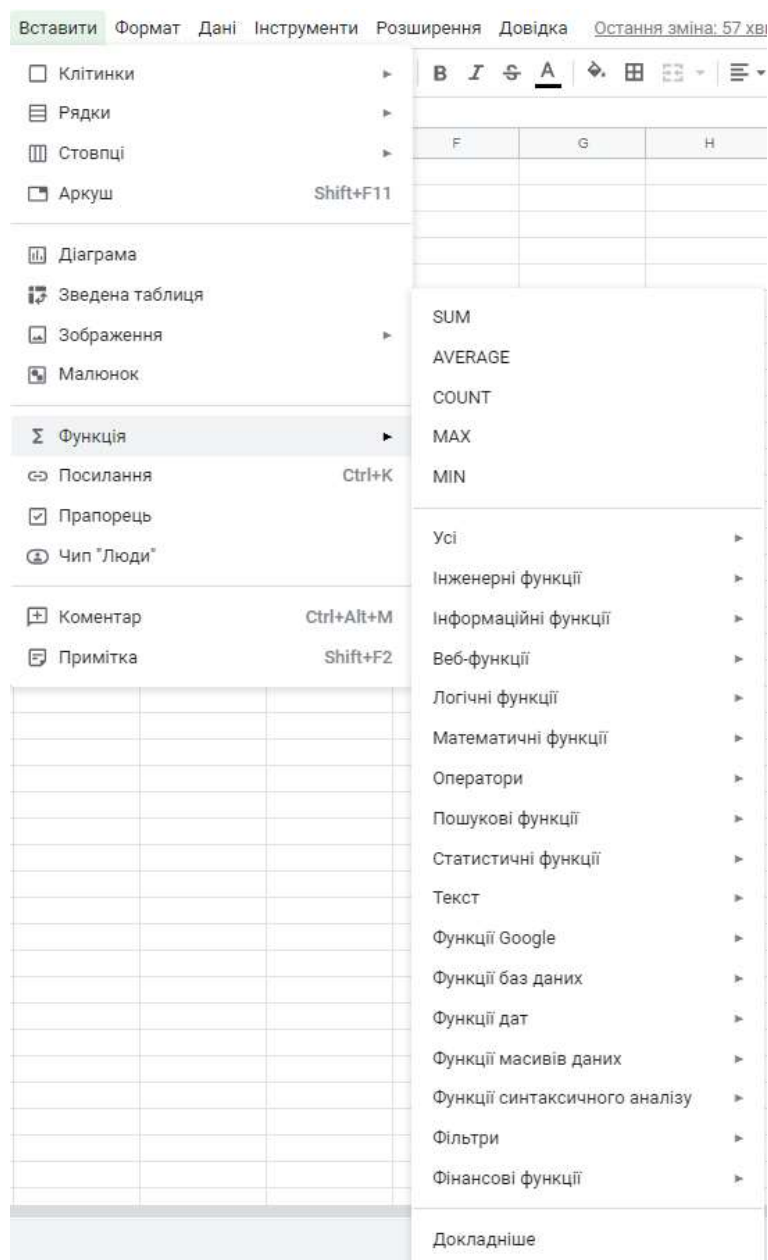 Вставити Формат Дані Інструменти Розширення Довідка Остання зміна: 57
Клітинки
B I S A
Рядки
Стовпці
F G H
Аркуш Shift+F11
Діаграма
Зведена таблиця
Зображення
Малюнок
Функція
Посилання Ctrl+K
Прапорець
Чип "Люди"
Коментар Ctrl+Alt+M
Примітка Shift+F2
SUM
AVERAGE
COUNT
MAX
MIN
Усі
Інженерні функції
Інформаційні функції
Веб-функції
Логічні функції
Математичні функції
Оператори
Пошукові функції
Статистичні функції
Текст
Функції Google
Функції баз даних
Функції дат
Функції масивів даних
Функції синтаксичного аналізу
Фільтри
Фінансові функції
Докладніше